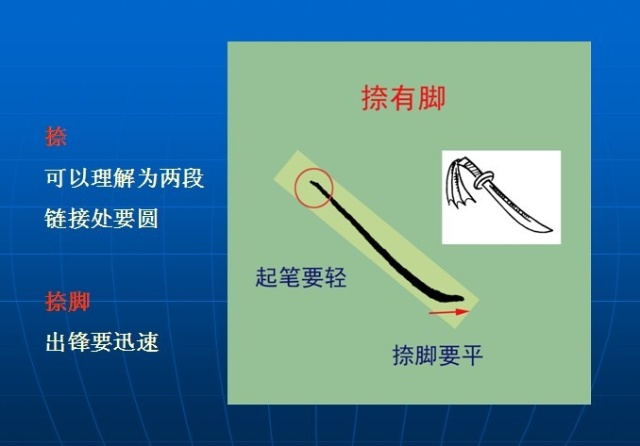 捺
可以理解为两段
链接处要圆
捺脚
出锋要迅速
捺有脚
起笔要轻
捺脚要平